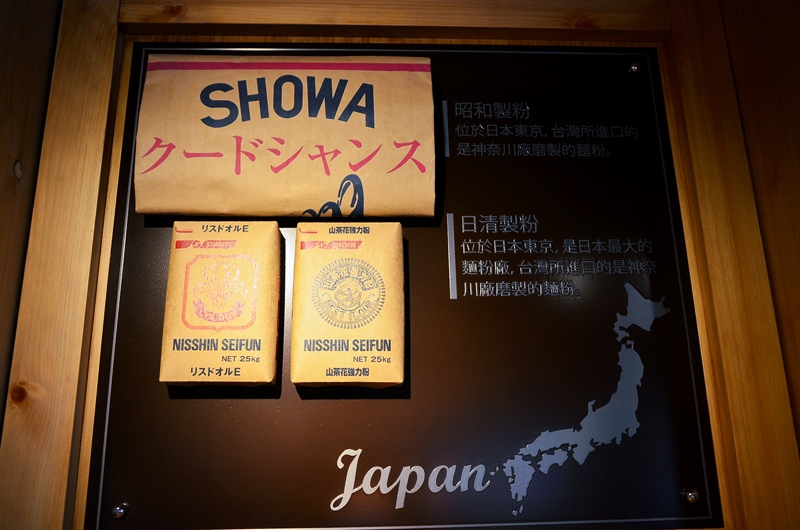 SHOWA
クードシャンス
昭和製粉
位於日本東京, 台灣所進口的
是神奈川廠磨製的麵粉。
日清製粉
位於日本東京, 是日本最大的
麵粉廠, 台灣所進口的是神奈
川廠磨製的麵粉。
リスドオルE
NISSHIN SEIFUN
NET 25kg
リスドオルE
山茶花強力粉
NISSHIN SEIFUN
NET 25kg
山茶花強力粉
Japan